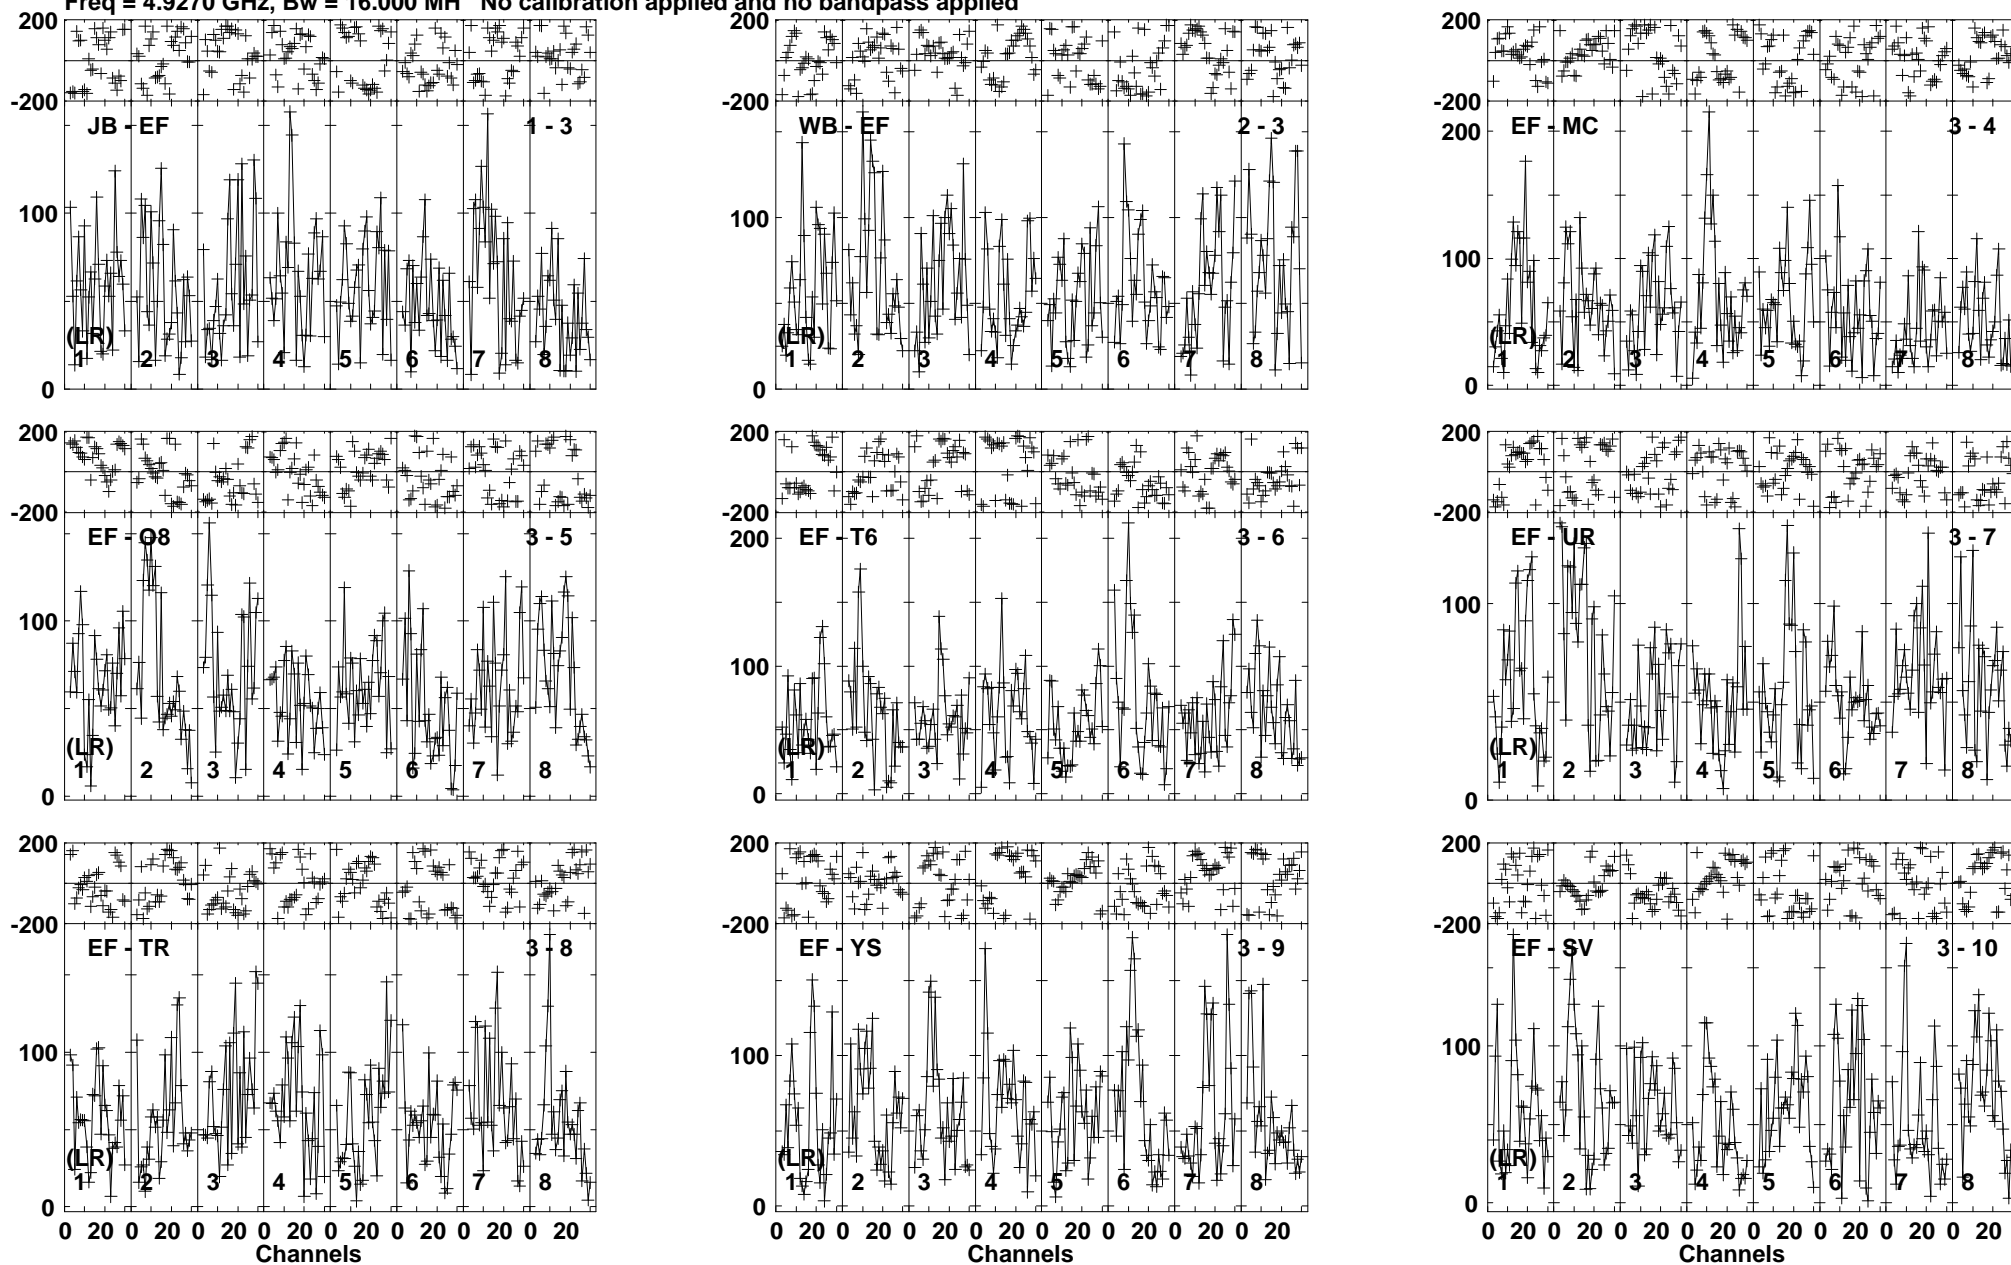 Freq = 4.9270 GHz, Bw = 16.000 MH No calibration applied and no bandpass applied
200 200 200
-200 -200 -200
JB - EF 1 - 3 WB - EF 2 - 3 EF - MC 3 - 4
200
100 100 100
(LR) (LR) (LR)
1 2 3 4 5 6 7 8 1 2 3 4 5 6 7 8 1 2 3 4 5 6 7 8
0 0 0
200 200 200
-200 -200 -200
EF - O8 3 - 5 EF - T6 3 - 6 EF - UR 3 - 7
200
100 100 100
(LR) (LR) (LR)
1 2 3 4 5 6 7 8 1 2 3 4 5 6 7 8 1 2 3 4 5 6 7 8
0 0 0
200 200 200
-200 -200 -200
EF - TR 3 - 8 EF - YS 3 - 9 EF - SV 3 - 10
100 100 100
(LR) (LR) (LR)
1 2 3 4 5 6 7 8 1 2 3 4 5 6 7 8 1 2 3 4 5 6 7 8
0 0 0
0 20 0 20 0 20 0 20 0 20 0 20 0 20 0 20 0 20 0 20 0 20 0 20 0 20 0 20 0 20 0 20 0 20 0 20 0 20 0 20 0 20 0 20 0 20 0 20
Channels Channels Channels